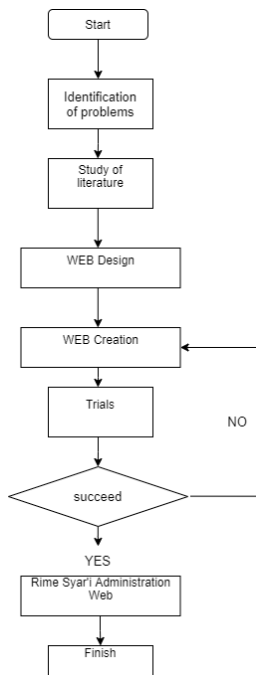 Start
Identification
of problems
Study of
literature
WEB Design
WEB Creation
Trials
NO
succeed
YES
Rime Syar'i Administration
Web
Finish